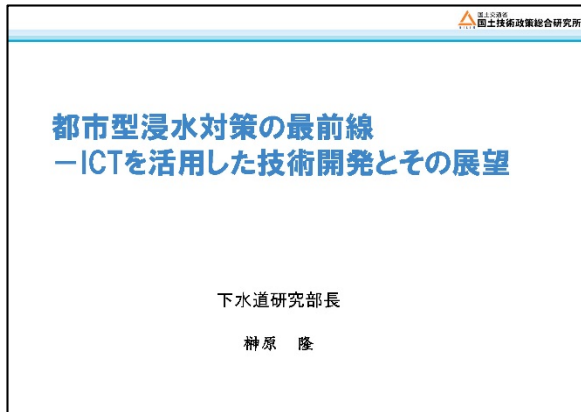 国土交通省
国土技術政策総合研究所
都市型浸水対策の最前線
－ICTを活用した技術開発とその展望
下水道研究部長
榊原 隆